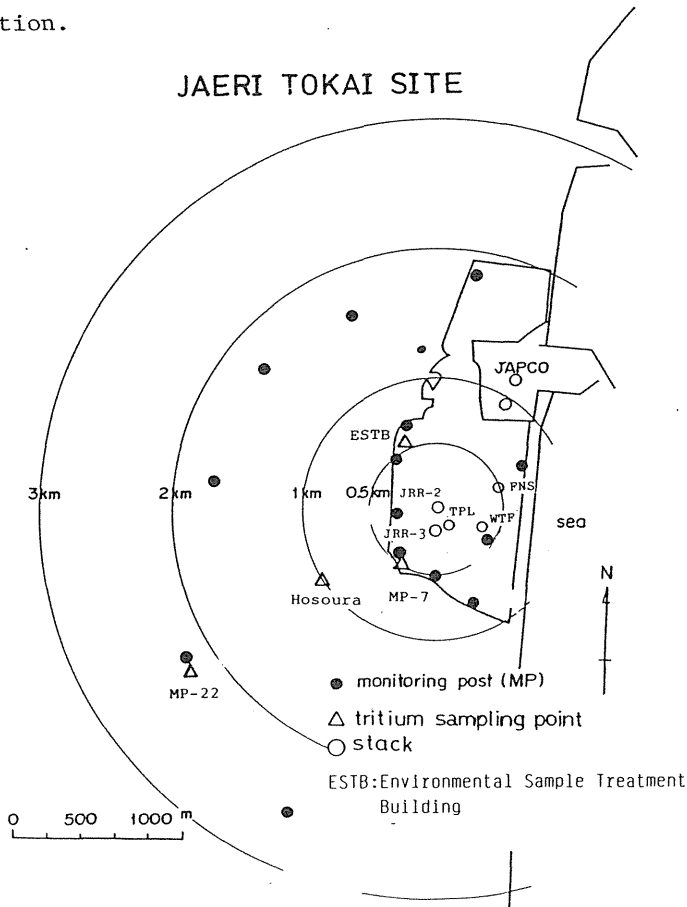 tion.
JAERI TOKAI SITE
JAPCO
ESTB
3km
2km
1km
0.5km
JRR-2
FNS
TPL
WTF
JRR-3
sea
Hosoura
MP-7
N
MP-22
monitoring post (MP)
tritium sampling point
stack
ESTB:Environmental Sample Treatment
Building
0 500 1000 m